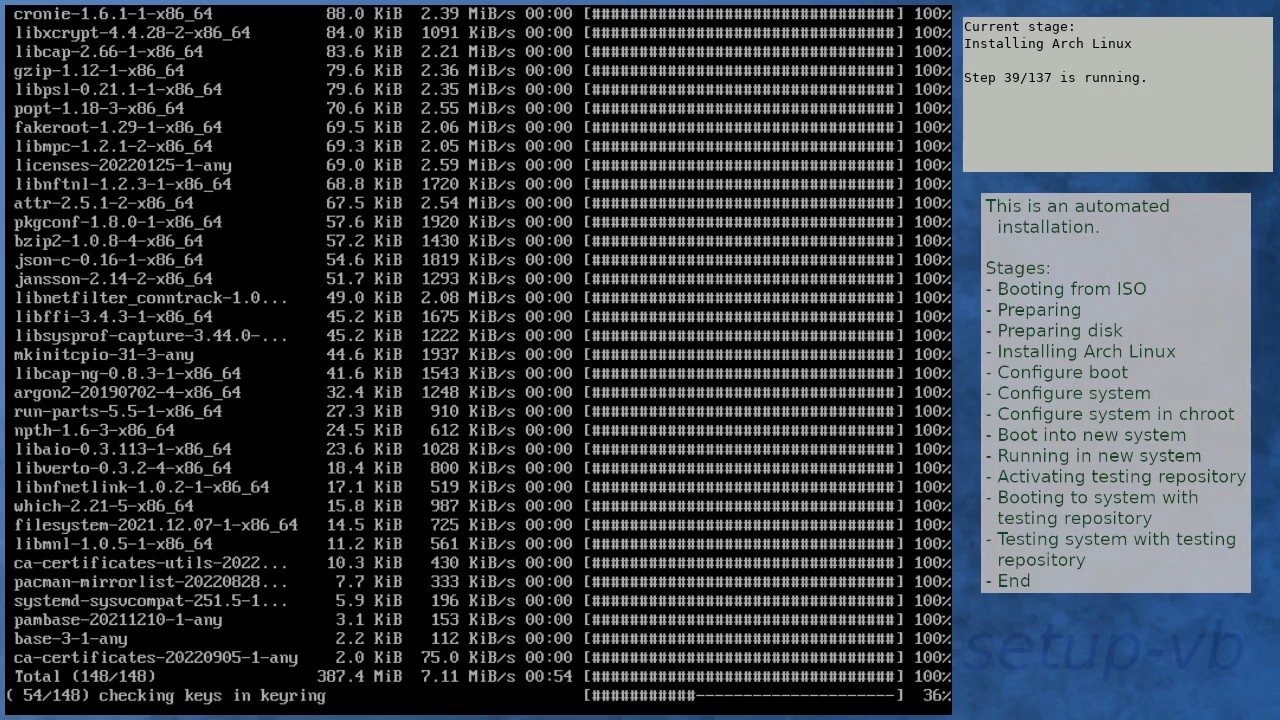 cronie-1.6.1-1-x86_64 88.0 KiB 2.39 MiB/s 00:00 [################################] 100%
libxcrypt-4.4.28-2-x86_64 84.0 KiB 1091 KiB/s 00:00 [################################] 100%
libcap-2.66-1-x86_64 83.6 KiB 2.21 MiB/s 00:00 [################################] 100%
gzip-1.12-1-x86_64 79.6 KiB 2.36 MiB/s 00:00 [################################] 100%
libpsl-0.21.1-1-x86_64 79.6 KiB 2.35 MiB/s 00:00 [################################] 100%
popt-1.18-3-x86_64 70.6 KiB 2.55 MiB/s 00:00 [################################] 100%
fakeroot-1.29-1-x86_64 69.5 KiB 2.06 MiB/s 00:00 [################################] 100%
libmpc-1.2.1-2-x86_64 69.3 KiB 2.05 MiB/s 00:00 [################################] 100%
licenses-20220125-1-any 69.0 KiB 2.59 MiB/s 00:00 [################################] 100%
libnftnl-1.2.3-1-x86_64 68.8 KiB 1720 KiB/s 00:00 [################################] 100%
attr-2.5.1-2-x86_64 67.5 KiB 2.54 MiB/s 00:00 [################################] 100%
pkgconf-1.8.0-1-x86_64 57.6 KiB 1920 KiB/s 00:00 [################################] 100%
bzip2-1.0.8-4-x86_64 57.2 KiB 1430 KiB/s 00:00 [################################] 100%
json-c-0.16-1-x86_64 54.6 KiB 1819 KiB/s 00:00 [################################] 100%
jansson-2.14-2-x86_64 51.7 KiB 1293 KiB/s 00:00 [################################] 100%
libnetfilter_conntrack-1.0... 49.0 KiB 2.08 MiB/s 00:00 [################################] 100%
libffi-3.4.3-1-x86_64 45.2 KiB 1675 KiB/s 00:00 [################################] 100%
libsysprof-capture-3.44.0-... 45.2 KiB 1222 KiB/s 00:00 [################################] 100%
mkinitcpio-31-3-any 44.6 KiB 1937 KiB/s 00:00 [################################] 100%
libcap-ng-0.8.3-1-x86_64 41.6 KiB 1543 KiB/s 00:00 [################################] 100%
argon2-20190702-4-x86_64 32.4 KiB 1248 KiB/s 00:00 [################################] 100%
run-parts-5.5-1-x86_64 27.3 KiB 910 KiB/s 00:00 [################################] 100%
npth-1.6-3-x86_64 24.5 KiB 612 KiB/s 00:00 [################################] 100%
libaio-0.3.113-1-x86_64 23.6 KiB 1028 KiB/s 00:00 [################################] 100%
libverto-0.3.2-4-x86_64 18.4 KiB 800 KiB/s 00:00 [################################] 100%
libnfnetlink-1.0.2-1-x86_64 17.1 KiB 519 KiB/s 00:00 [################################] 100%
which-2.21-5-x86_64 15.8 KiB 987 KiB/s 00:00 [################################] 100%
filesystem-2021.12.07-1-x86_64 14.5 KiB 725 KiB/s 00:00 [################################] 100%
libmnl-1.0.5-1-x86_64 11.2 KiB 561 KiB/s 00:00 [################################] 100%
ca-certificates-utils-2022... 10.3 KiB 430 KiB/s 00:00 [################################] 100%
pacman-mirrorlist-20220828... 7.7 KiB 333 KiB/s 00:00 [################################] 100%
systemd-sysvcompat-251.5-1... 5.9 KiB 196 KiB/s 00:00 [################################] 100%
pambase-20211210-1-any 3.1 KiB 153 KiB/s 00:00 [################################] 100%
base-3-1-any 2.2 KiB 112 KiB/s 00:00 [################################] 100%
ca-certificates-20220905-1-any 2.0 KiB 75.0 KiB/s 00:00 [################################] 100%
Total (148/148) 387.4 MiB 7.11 MiB/s 00:54 [################################] 100%
( 54/148) checking keys in keyring [###########---------------------] 36%
Current stage:
Installing Arch Linux
Step 39/137 is running.
This is an automated
installation.
Stages:
- Booting from ISO
- Preparing
- Preparing disk
- Installing Arch Linux
- Configure boot
- Configure system
- Configure system in chroot
- Boot into new system
- Running in new system
- Activating testing repository
- Booting to system with
testing repository
- Testing system with testing
repository
- End
setup-vb